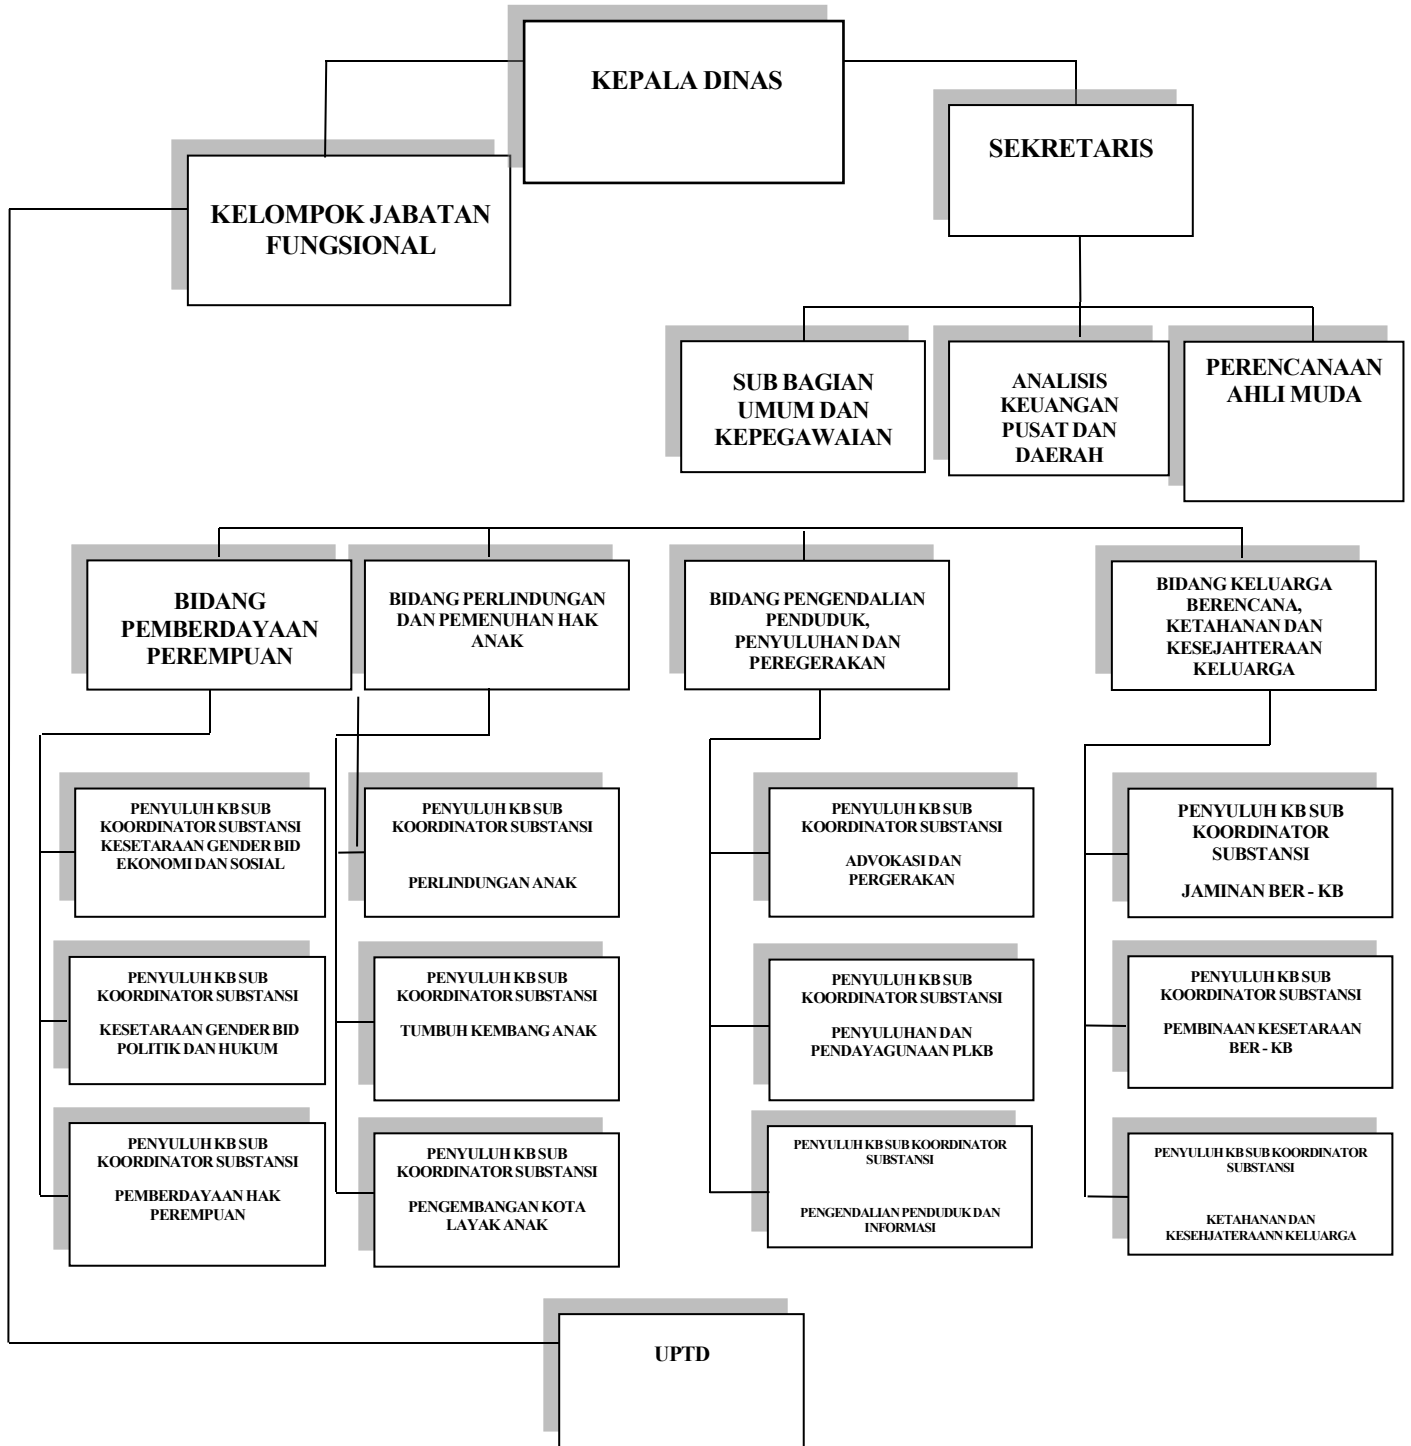 KEPALA DINAS
SEKRETARIS
KELOMPOK JABATAN
FUNGSIONAL
SUB BAGIAN
UMUM DAN
KEPEGAWAIAN
ANALISIS
KEUANGAN
PUSAT DAN
DAERAH
PERENCANAAN
AHLI MUDA
BIDANG
PEMBERDAYAAN
PEREMPUAN
BIDANG PERLINDUNGAN
DAN PEMENUHAN HAK
ANAK
BIDANG PENGENDALIAN
PENDUDUK,
PENYULUHAN DAN
PEREGERAKAN
BIDANG KELUARGA
BERENCANA,
KETAHANAN DAN
KESEJAHTERAAN
KELUARGA
PENYULUH KB SUB
KOORDINATOR SUBSTANSI
KESETARAAN GENDER BID
EKONOMI DAN SOSIAL
PENYULUH KB SUB
KOORDINATOR SUBSTANSI
PERLINDUNGAN ANAK
PENYULUH KB SUB
KOORDINATOR SUBSTANSI
ADVOKASI DAN
PERGERAKAN
PENYULUH KB SUB
KOORDINATOR
SUBSTANSI
JAMINAN BER - KB
PENYULUH KB SUB
KOORDINATOR SUBSTANSI
KESETARAAN GENDER BID
POLITIK DAN HUKUM
PENYULUH KB SUB
KOORDINATOR SUBSTANSI
TUMBUH KEMBANG ANAK
PENYULUH KB SUB
KOORDINATOR SUBSTANSI
PENYULUHAN DAN
PENDAYAGUNAAN PLKB
PENYULUH KB SUB
KOORDINATOR SUBSTANSI
PEMBINAAN KESETARAAN
BER - KB
PENYULUH KB SUB
KOORDINATOR SUBSTANSI
PEMBERDAYAAN HAK
PEREMPUAN
PENYULUH KB SUB
KOORDINATOR SUBSTANSI
PENGEMBANGAN KOTA
LAYAK ANAK
PENYULUH KB SUB KOORDINATOR
SUBSTANSI
PENGENDALIAN PENDUDUK DAN
INFORMASI
PENYULUH KB SUB KOORDINATOR
SUBSTANSI
KETAHANAN DAN
KESEHJATERAANN KELUARGA
UPTD